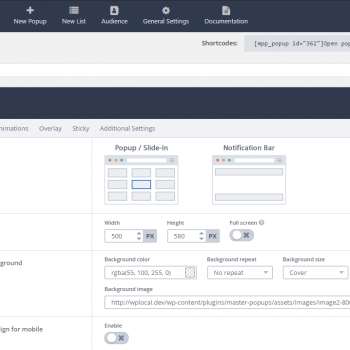 New Popup New List Audience General Settings Documentation
Shortcodes: [mpp_popup id="362"]Open pop
nimations Overlay Sticky Additional Settings
Popup / Slide-In Notification Bar
Width Height Full screen
500 PX 580 PX
ground
Background color Background repeat Background size
rgba(55, 100, 255, 0) No repeat Cover
Background image
http://wplocal.dev/wp-content/plugins/master-popups/assets/images/image2-80
ign for mobile Enable